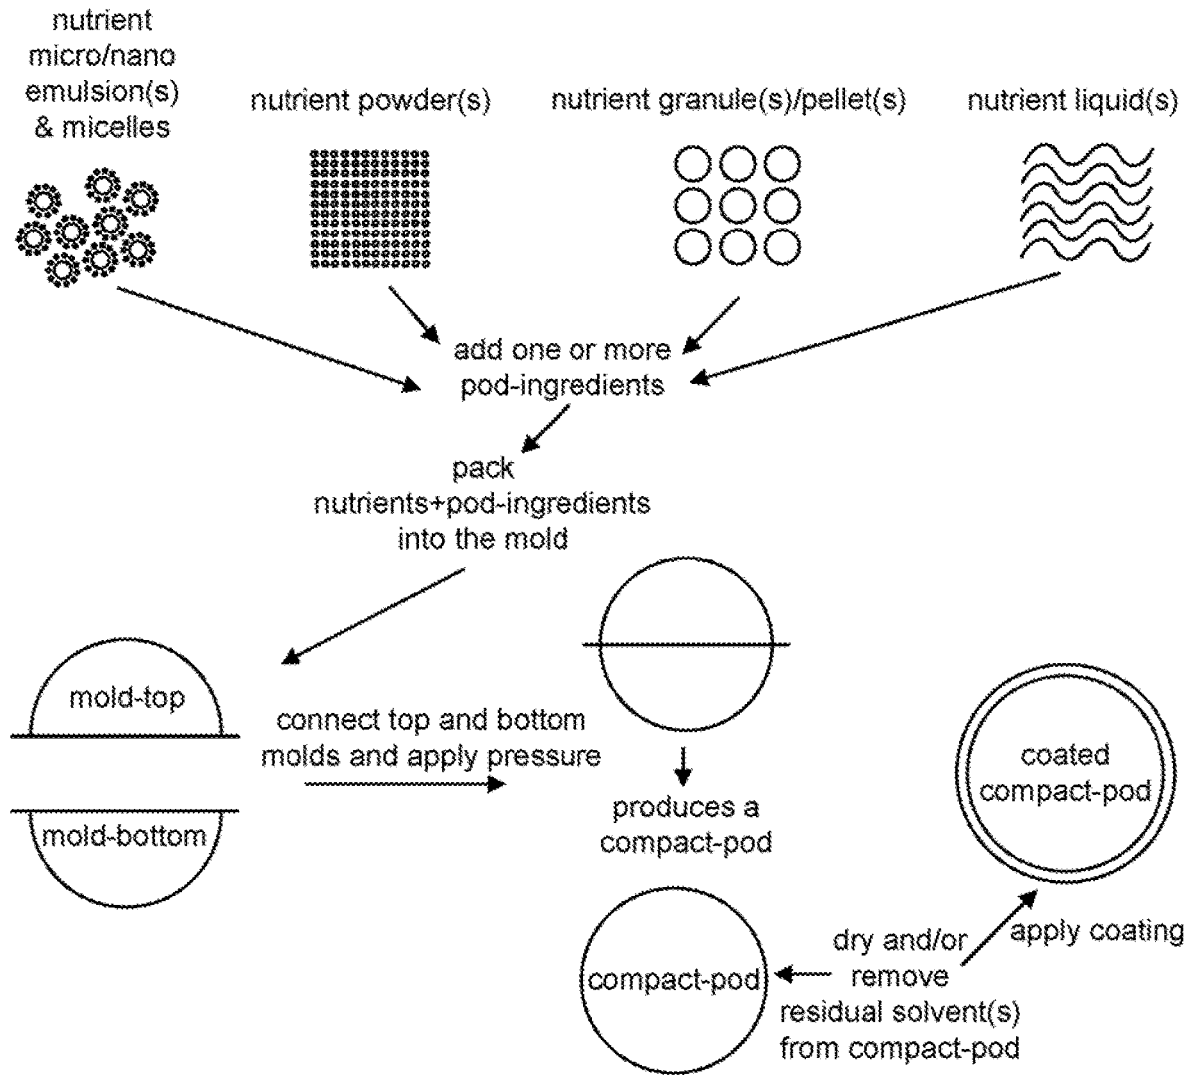 nutrient
micro/nano
emulsion(s)
& micelles
nutrient powder(s)
nutrient granule(s)/pellet(s)
nutrient liquid(s)
add one or more
pod-ingredients
pack
nutrients+pod-ingredients
into the mold
mold-top
mold-bottom
connect top and bottom
molds and apply pressure
produces a
compact-pod
compact-pod
dry and/or
remove
residual solvent(s)
from compact-pod
apply coating
coated
compact-pod